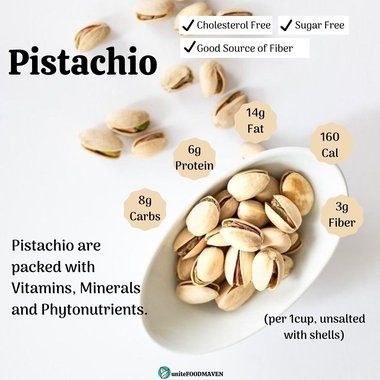 Cholesterol Free
Sugar Free
Good Source of Fiber
Pistachio
14g
Fat
160
Cal
6g
Protein
8g
Carbs
3g
Fiber
Pistachio are
packed with
Vitamins, Minerals
and Phytonutrients.
(per 1cup, unsalted
with shells)
uniteFOODMAVEN